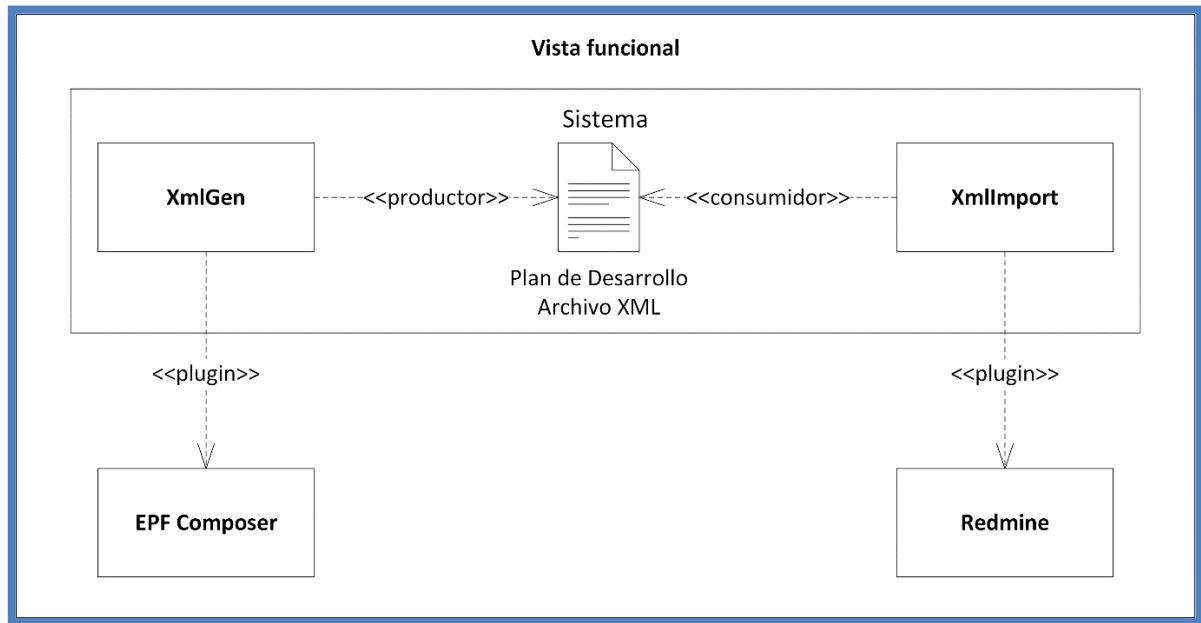 Vista funcional
Sistema
XmlGen
<<productor>>
<<consumidor>>
XmlImport
Plan de Desarrollo
Archivo XML
<<plugin>>
<<plugin>>
EPF Composer
Redmine